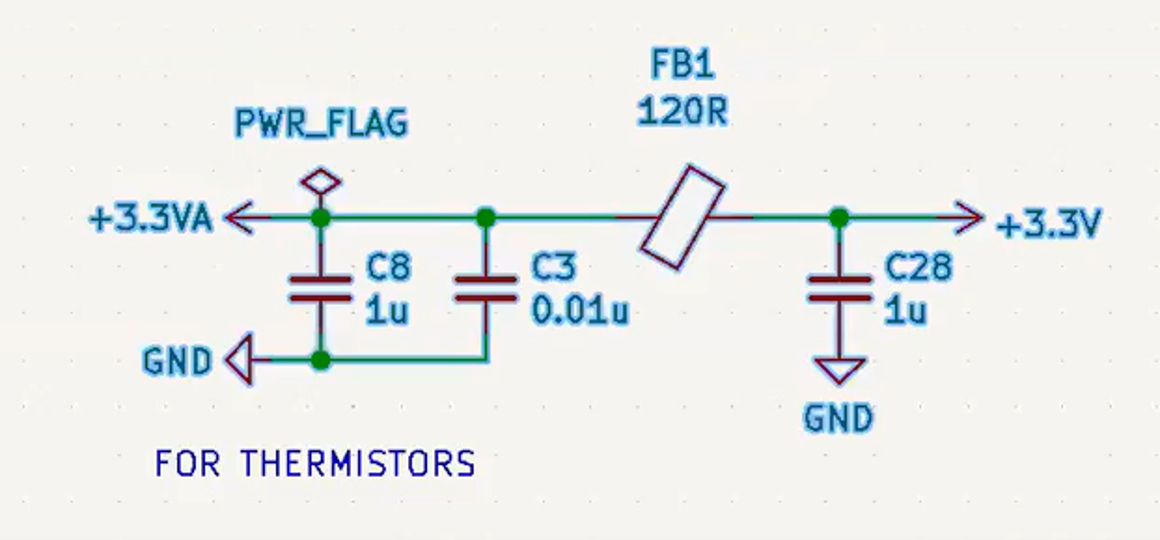 FB1
120R
PWR_FLAG
+3.3VA
+3.3V
C8
1u
C3
0.01u
C28
1u
GND
GND
FOR THERMISTORS